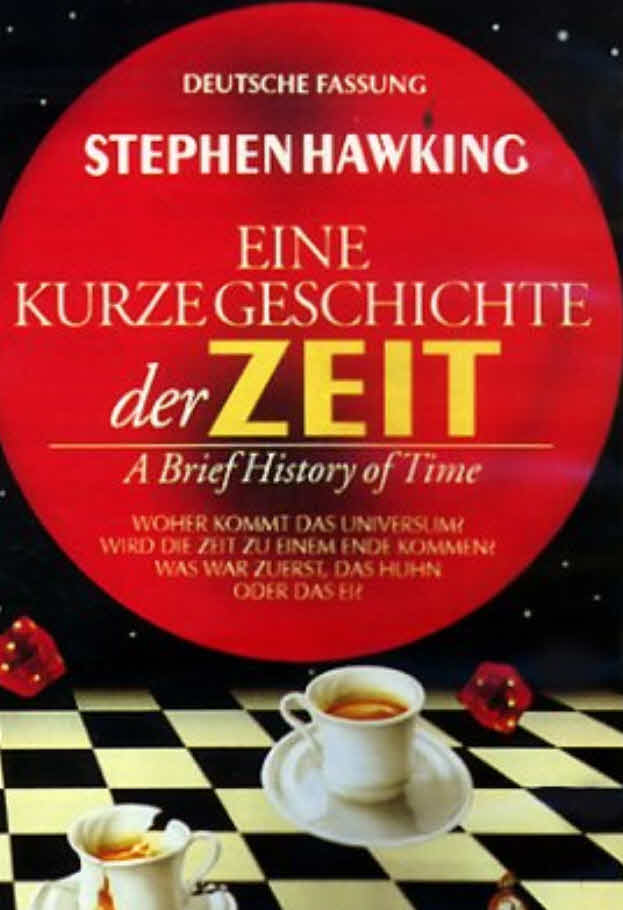 DEUTSCHE FASSUNG
STEPHEN HAWKING
EINE
KURZE GESCHICHTE
der ZEIT
A Brief History of Time
WOHER KOMMT DAS UNIVERSUM?
WIRD DIE ZEIT ZU EINEM ENDE KOMMEN?
WAS WAR ZUERST, DAS HUHN
ODER DAS EI?